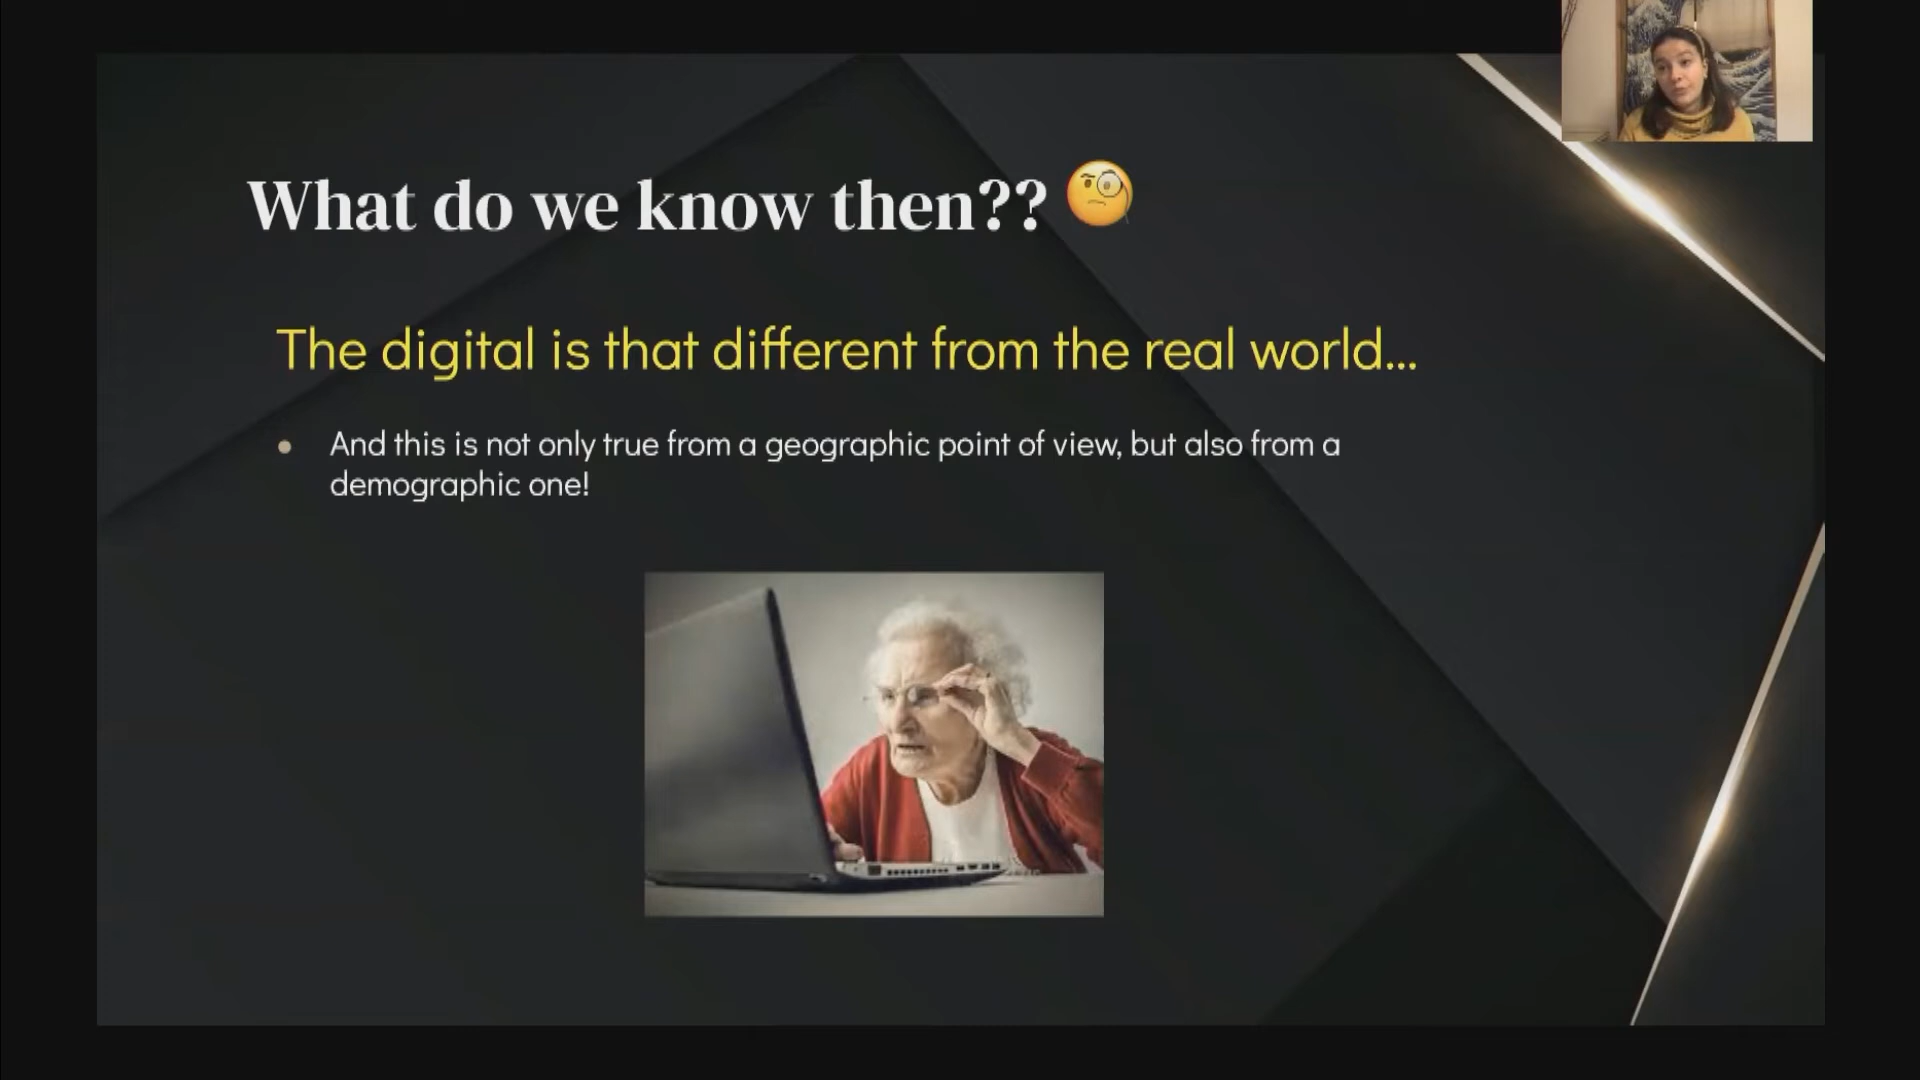 What do we know then?? 🧐
The digital is that different from the real world...
And this is not only true from a geographic point of view, but also from a
demographic one!